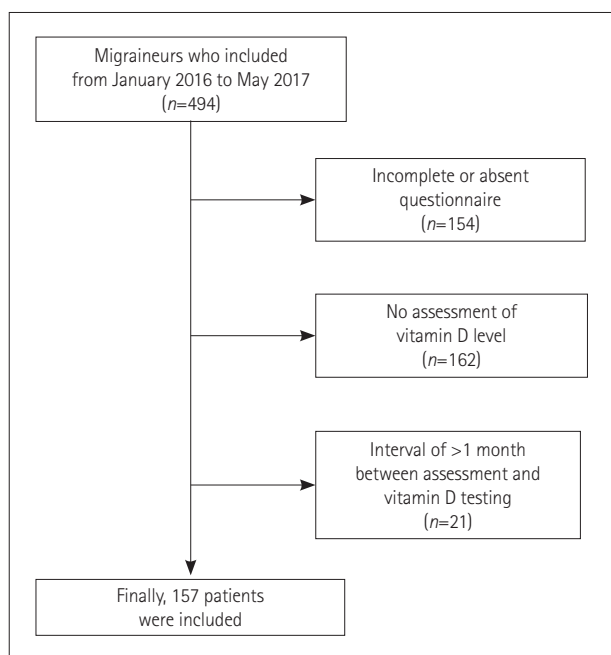 Migraineurs who included
from January 2016 to May 2017
(n=494)
Incomplete or absent
questionnaire
(n=154)
No assessment of
vitamin D level
(n=162)
Interval of >1 month
between assessment and
vitamin D testing
(n=21)
Finally, 157 patients
were included